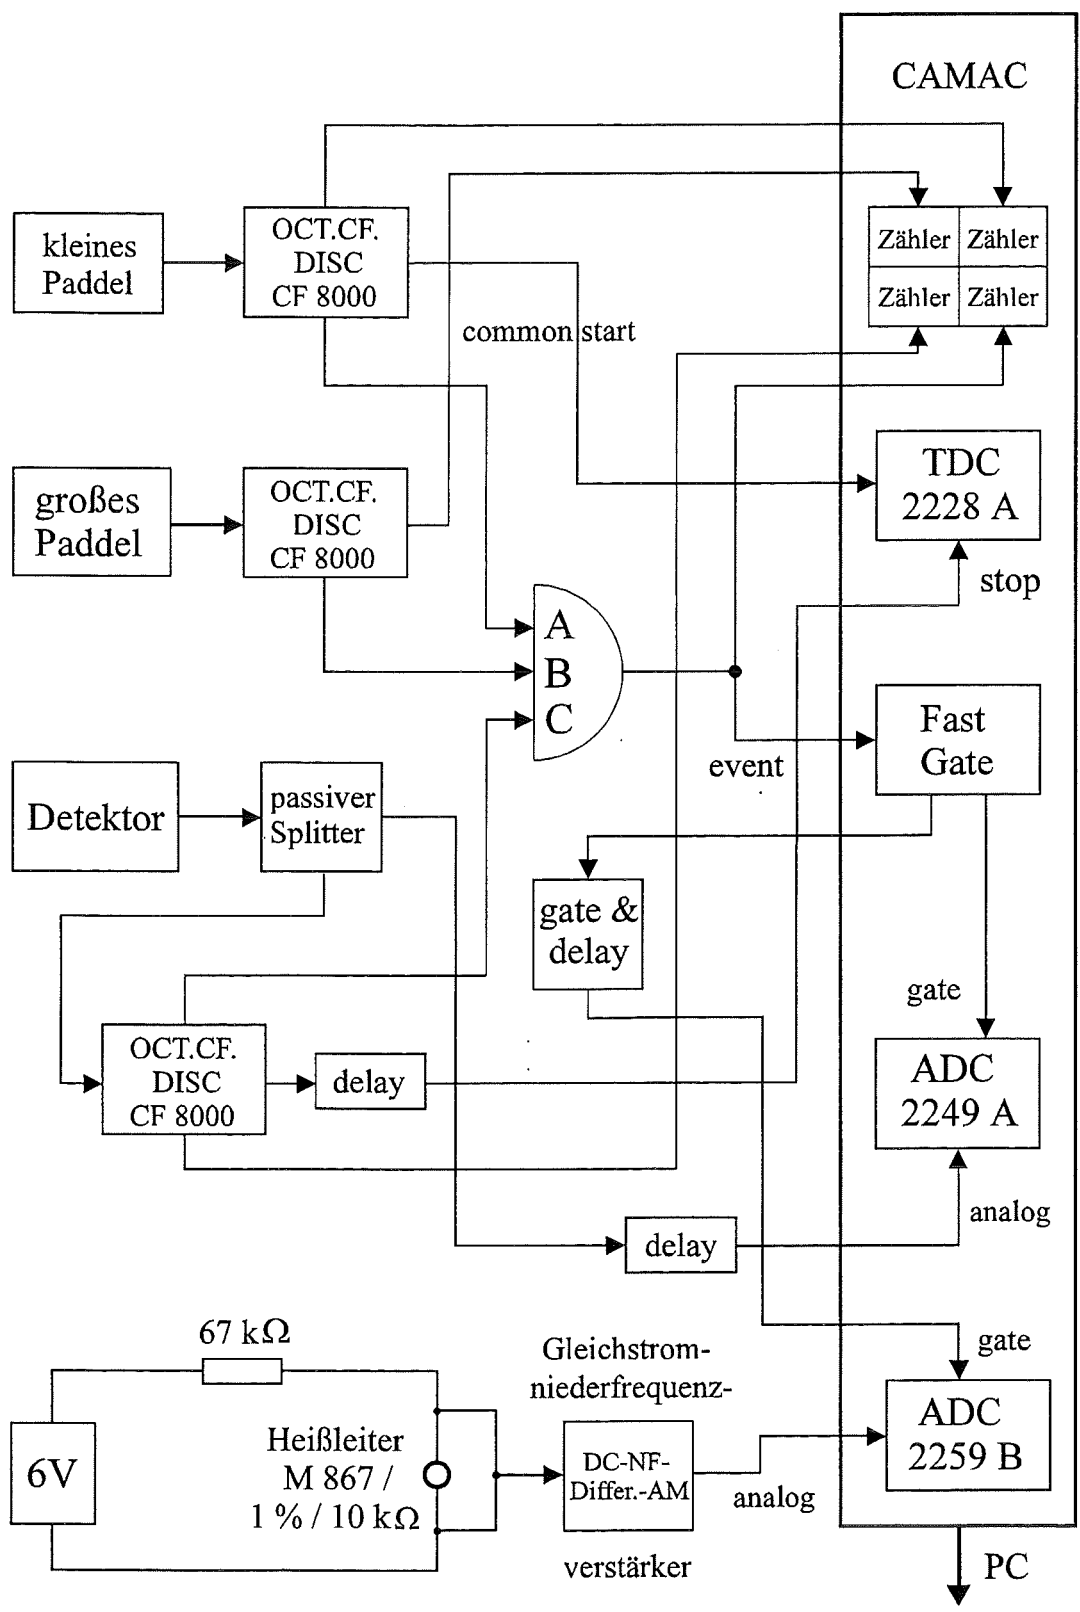 CAMAC
kleines
Paddel
OCT.CF.
DISC
CF 8000
Zähler
Zähler
Zähler
Zähler
common start
großes
Paddel
OCT.CF.
DISC
CF 8000
TDC
2228 A
stop
A
B
C
Fast
Gate
event
Detektor
passiver
Splitter
gate &
delay
gate
OCT.CF.
DISC
CF 8000
delay
ADC
2249 A
analog
delay
67 kΩ
Gleichstrom-
niederfrequenz-
gate
6V
Heißleiter
M 867 /
1 % / 10 kΩ
DC-NF-
Differ.-AM
analog
ADC
2259 B
verstärker
PC